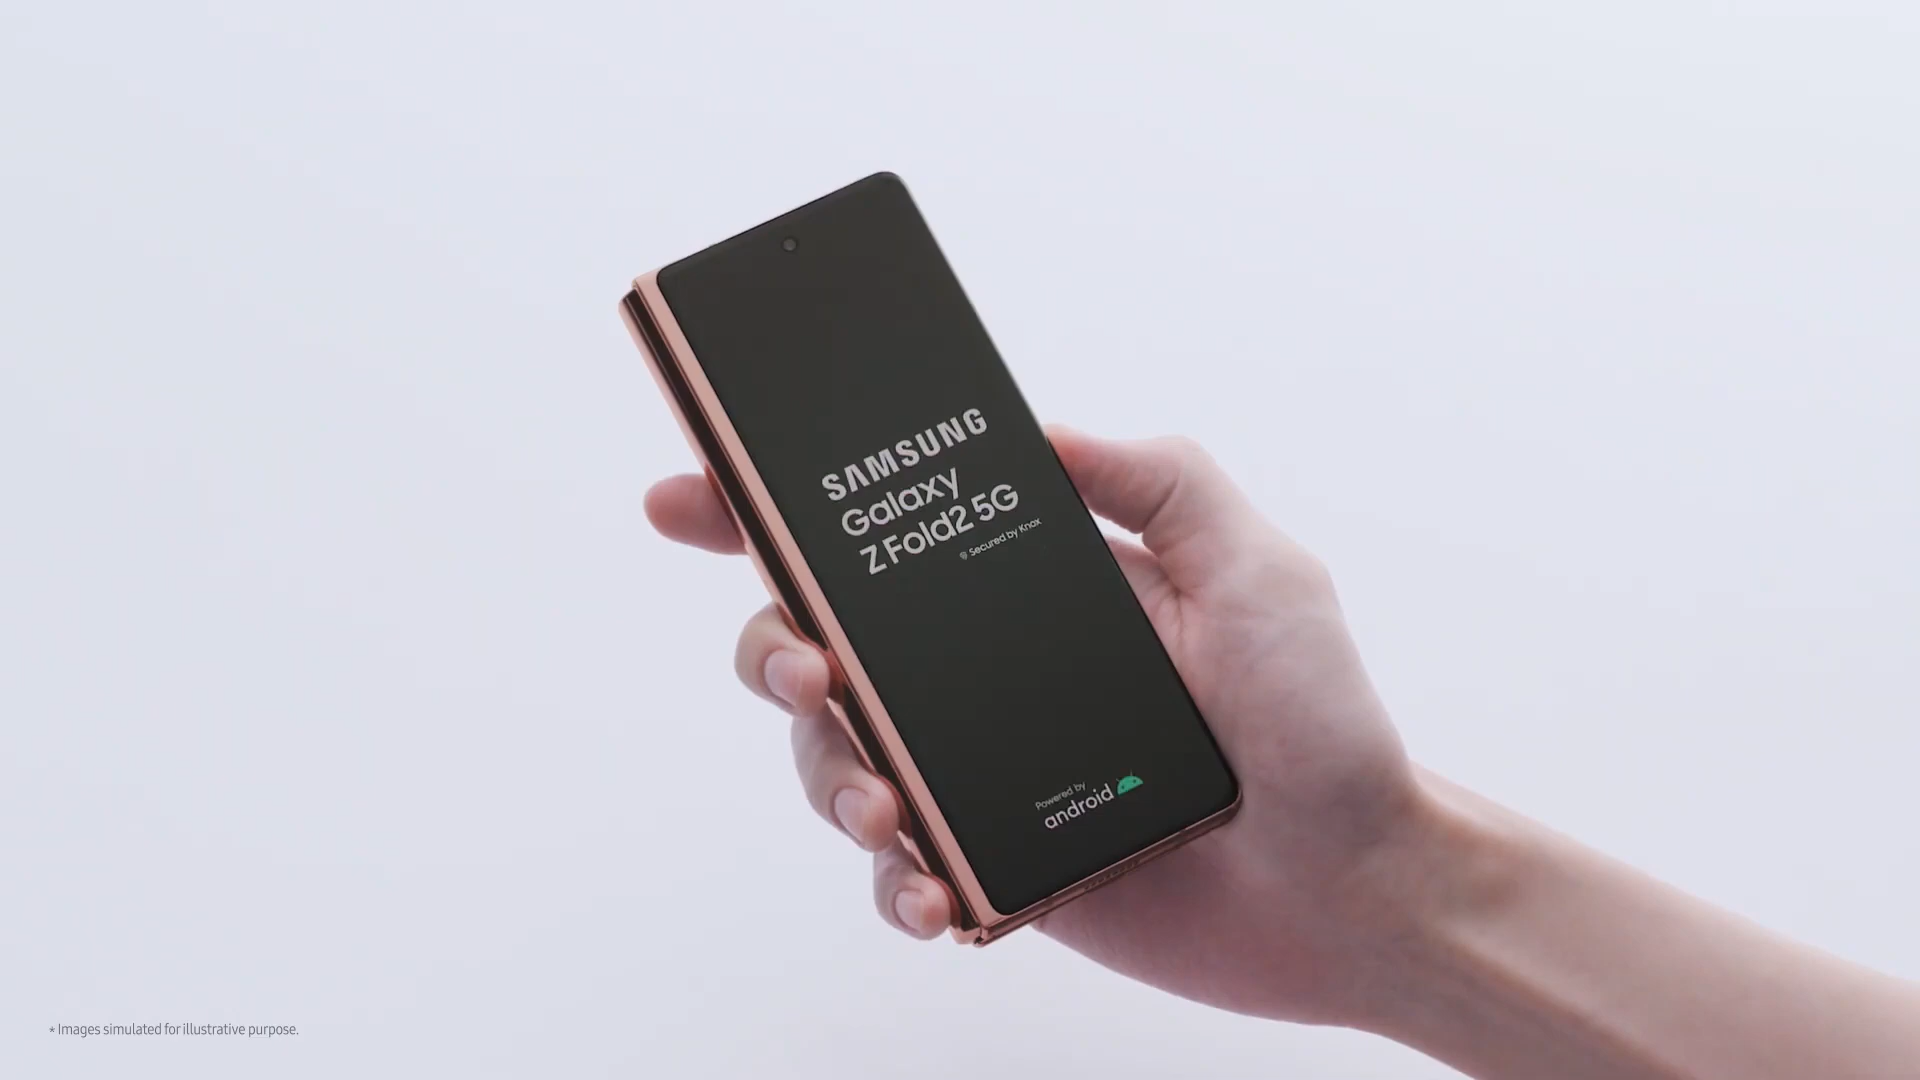 SAMSUNG
Galaxy
Z Fold2 5G
Secured by Knox
Powered by
android
* Images simulated for illustrative purpose.